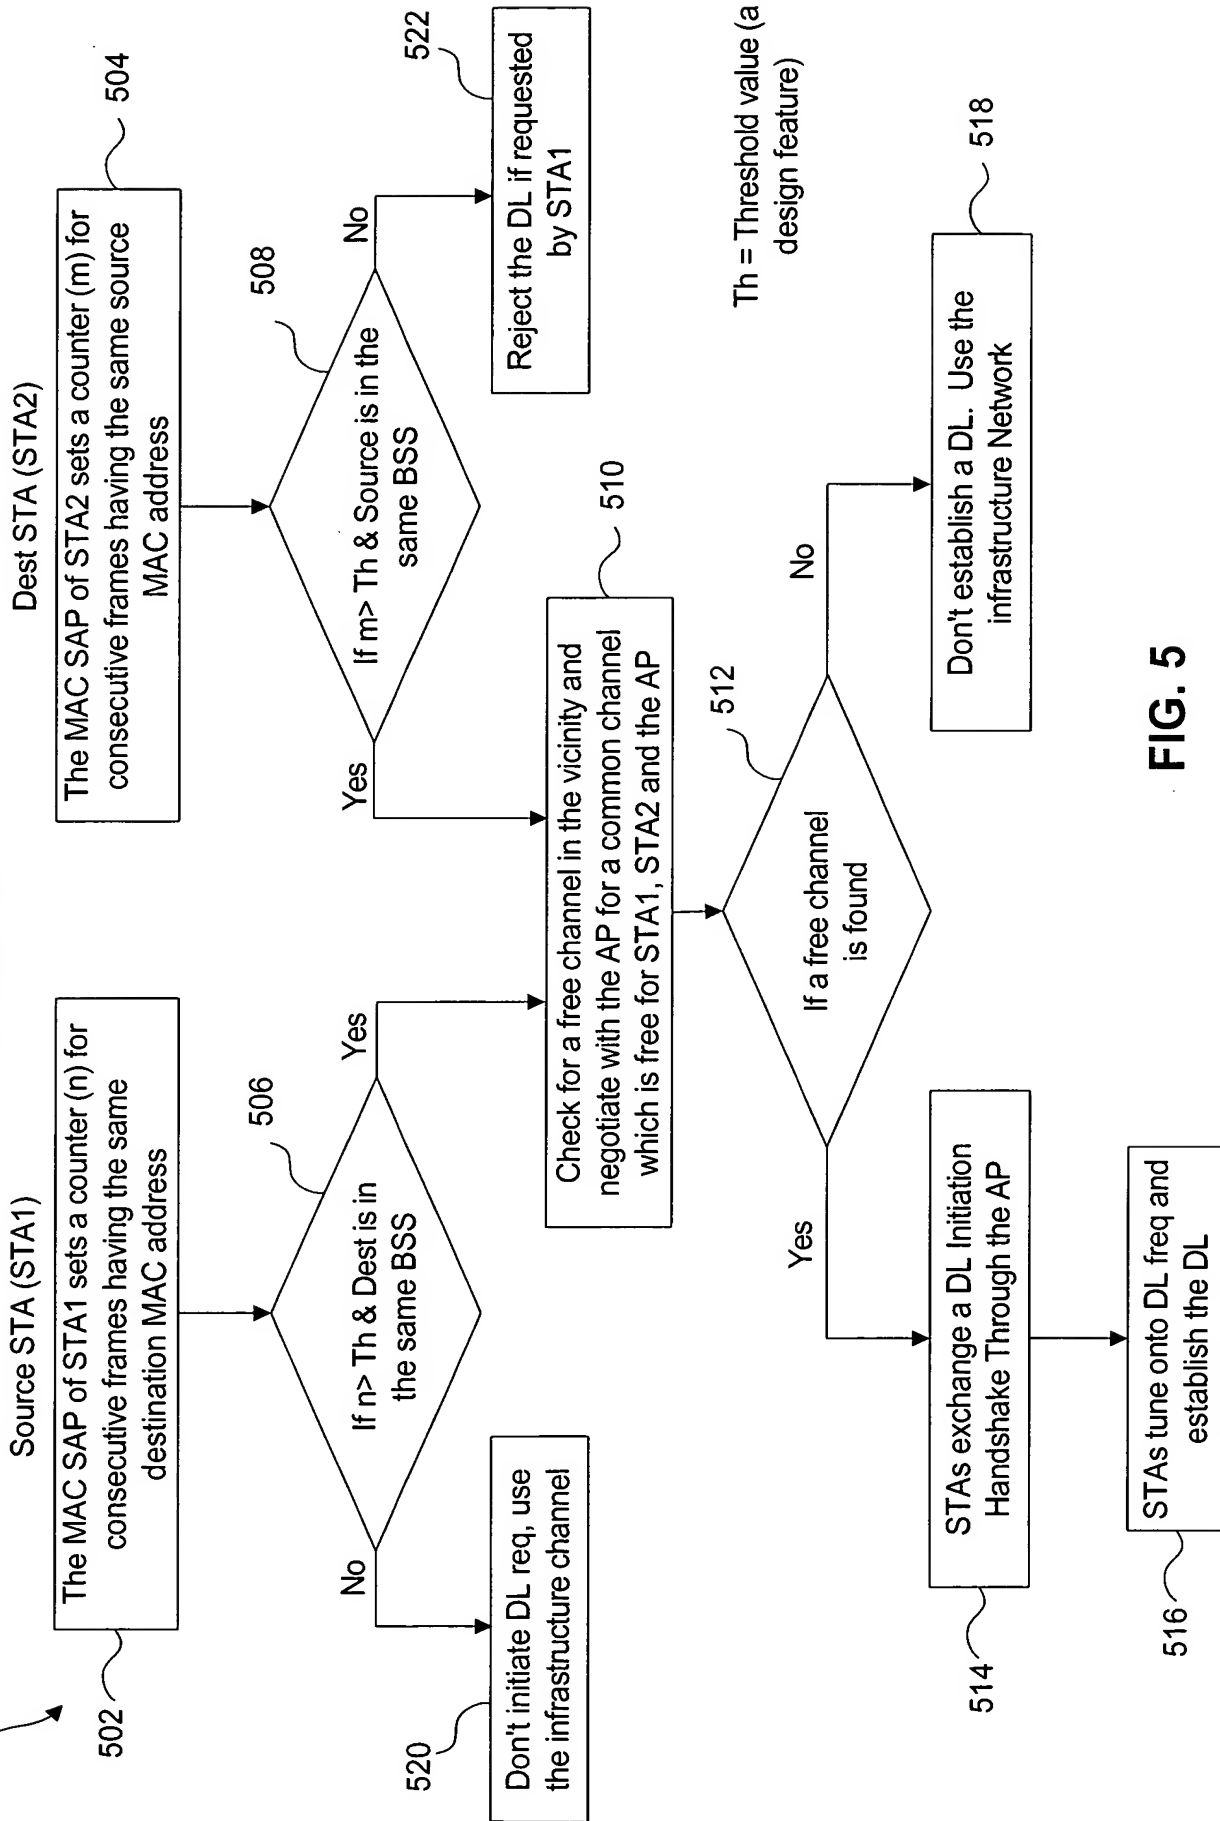 Source STA (STA1)
Dest STA (STA2)
502
The MAC SAP of STA1 sets a counter (n) for
consecutive frames having the same
destination MAC address
The MAC SAP of STA2 sets a counter (m) for
consecutive frames having the same source
MAC address
504
506
If n> Th & Dest is in
the same BSS
No
Yes
508
If m> Th & Source is in the
same BSS
Yes
No
520
Don't initiate DL req, use
the infrastructure channel
522
Reject the DL if requested
by STA1
510
Check for a free channel in the vicinity and
negotiate with the AP for a common channel
which is free for STA1, STA2 and the AP
Th = Threshold value (a
design feature)
512
If a free channel
is found
Yes
No
514
STAs exchange a DL Initiation
Handshake Through the AP
518
Don't establish a DL. Use the
infrastructure Network
516
STAs tune onto DL freq and
establish the DL
FIG. 5